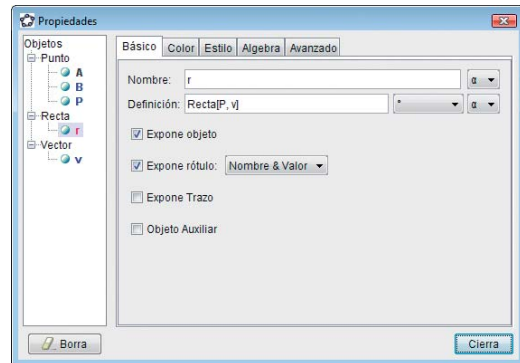 Propiedades
Objetos
Punto
A
B
P
Recta
r
Vector
v
Básico Color Estilo Algebra Avanzado
Nombre: r α
Definición: Recta[P, v] ° α
Expone objeto
Expone rótulo: Nombre & Valor
Expone Trazo
Objeto Auxiliar
Borra
Cierra